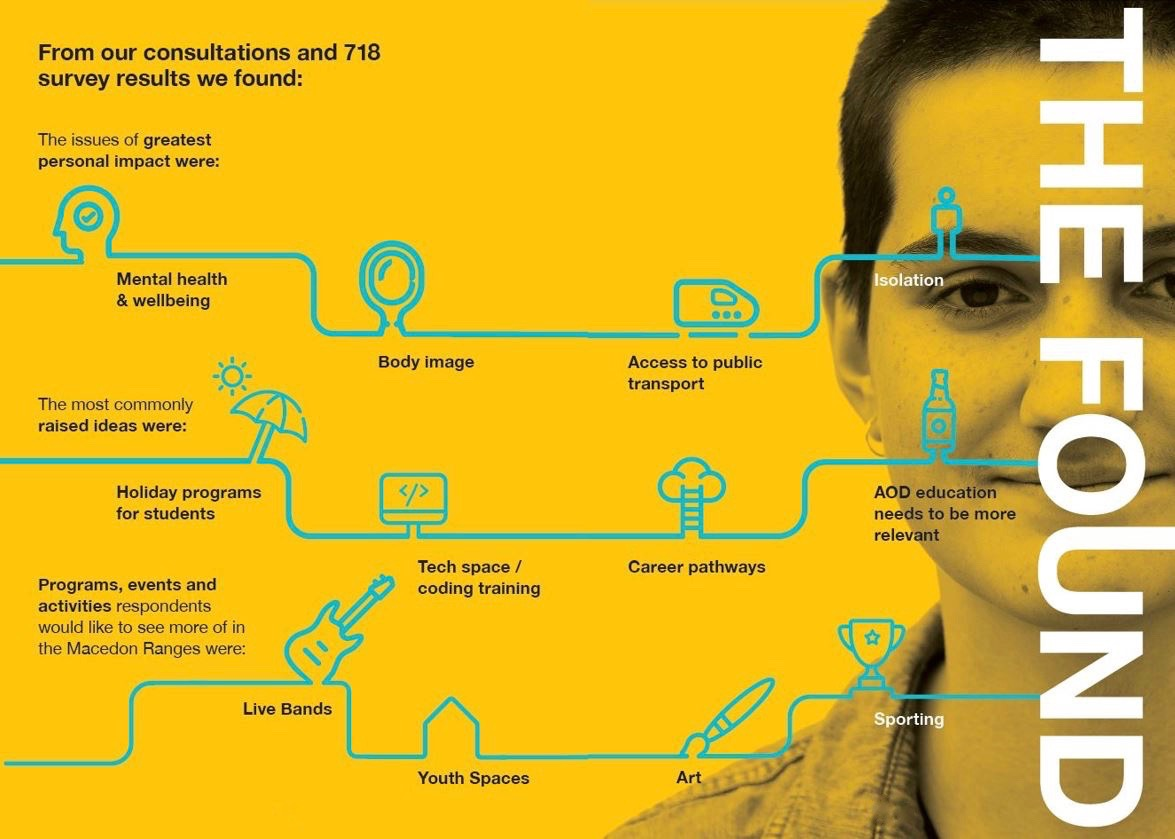 From our consultations and 718
survey results we found:
The issues of greatest
personal impact were:
Mental health
& wellbeing
Body image
Access to public
transport
Isolation
The most commonly
raised ideas were:
Holiday programs
for students
Tech space /
coding training
Career pathways
AOD education
needs to be more
relevant
Programs, events and
activities respondents
would like to see more of in
the Macedon Ranges were:
Live Bands
Youth Spaces
Art
Sporting
THE FOUND